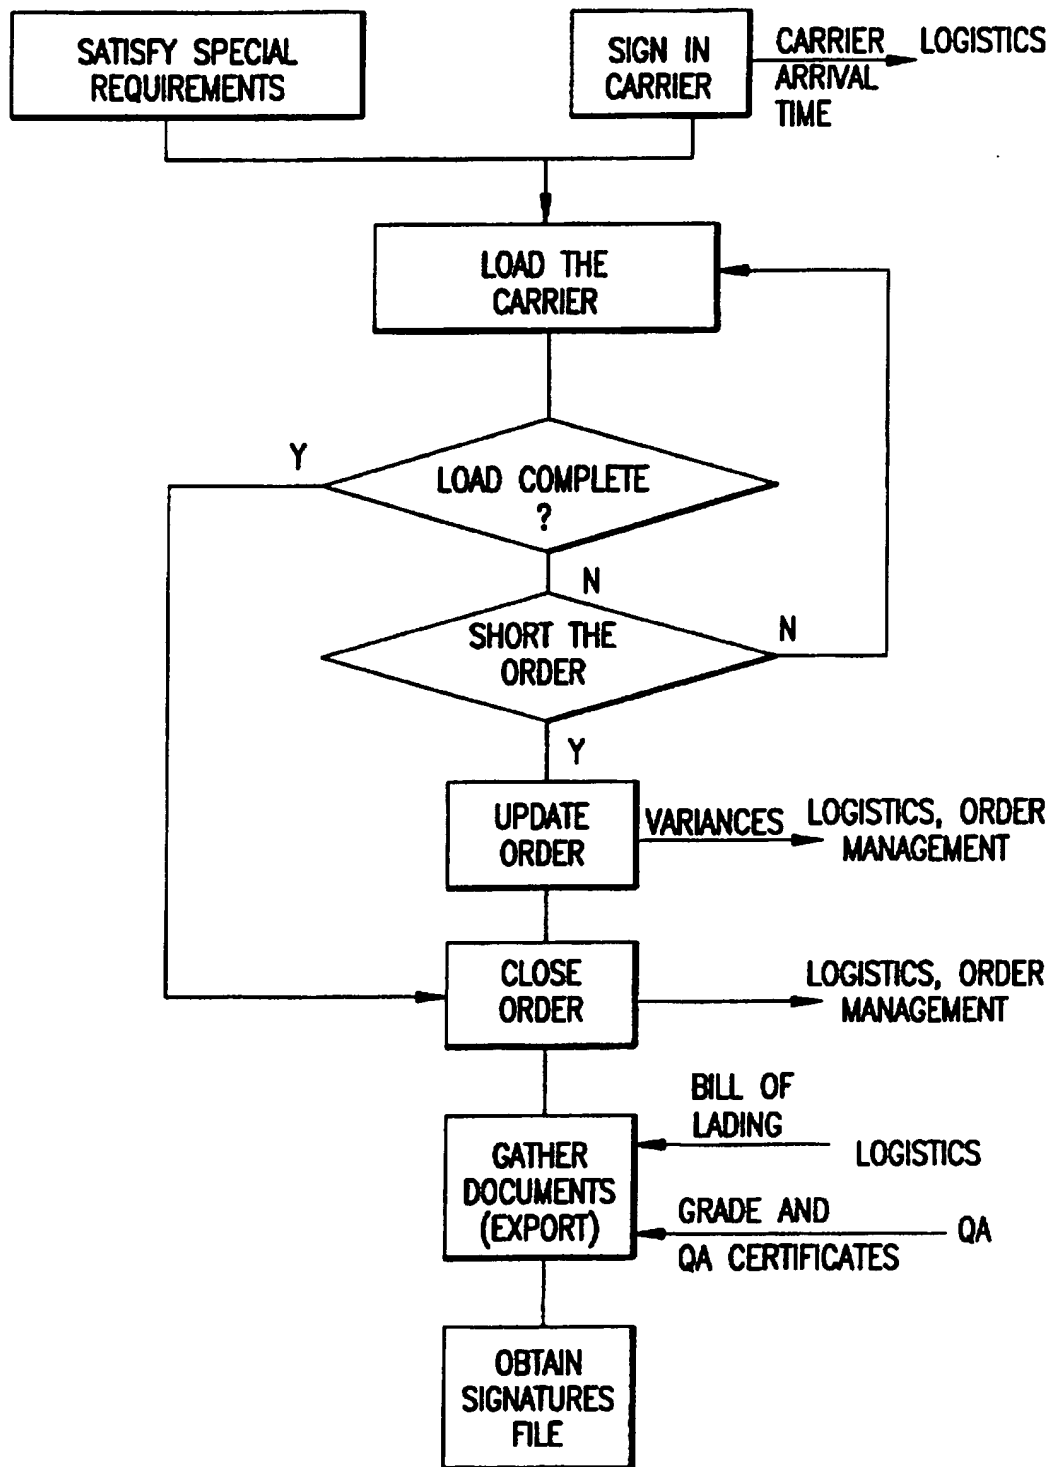 SATISFY SPECIAL
REQUIREMENTS
SIGN IN
CARRIER
CARRIER
ARRIVAL
TIME
LOGISTICS
LOAD THE
CARRIER
Y
LOAD COMPLETE
?
N
SHORT THE
ORDER
N
Y
UPDATE
ORDER
VARIANCES
LOGISTICS, ORDER
MANAGEMENT
CLOSE
ORDER
LOGISTICS, ORDER
MANAGEMENT
BILL OF
LADING
LOGISTICS
GATHER
DOCUMENTS
(EXPORT)
GRADE AND
QA CERTIFICATES
QA
OBTAIN
SIGNATURES
FILE